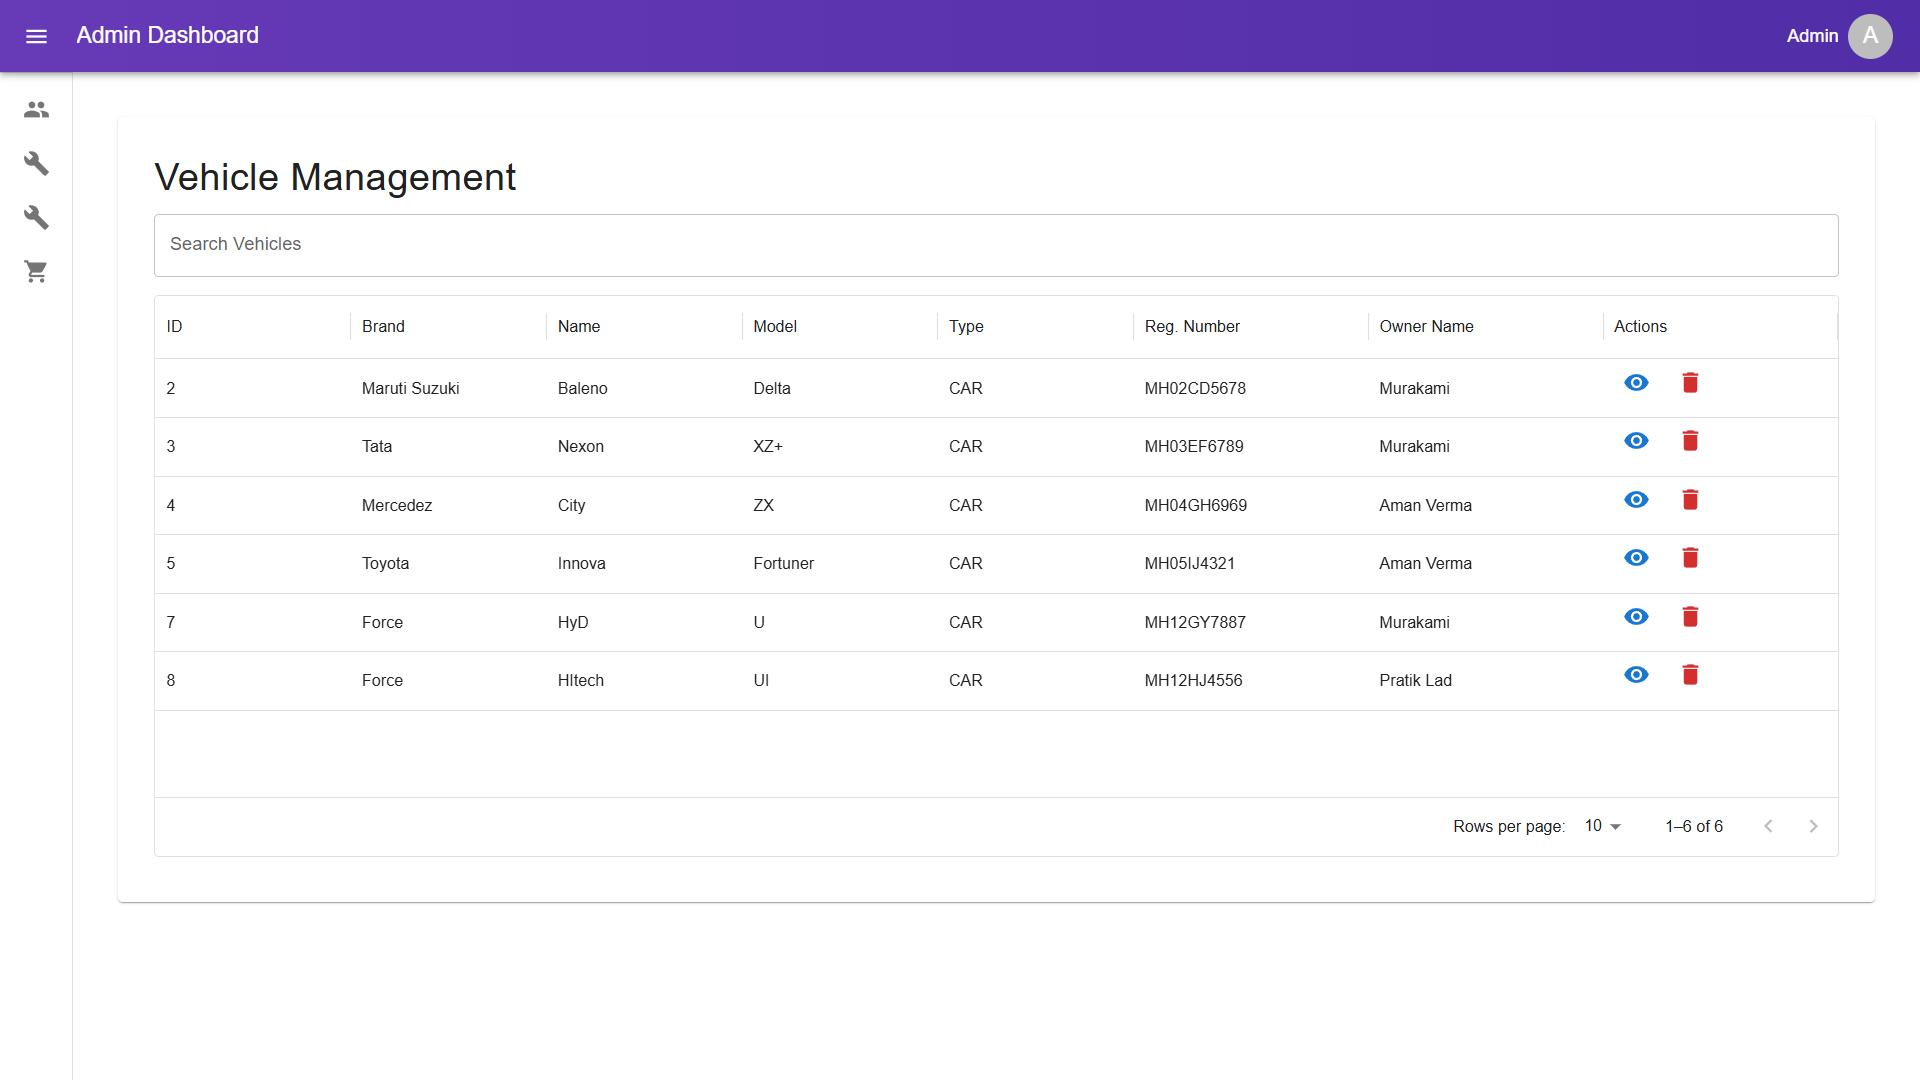 Admin Dashboard
Admin A
Vehicle Management
Search Vehicles
ID Brand Name Model Type Reg. Number Owner Name Actions
2 Maruti Suzuki Baleno Delta CAR MH02CD5678 Murakami
3 Tata Nexon XZ+ CAR MH03EF6789 Murakami
4 Mercedez City ZX CAR MH04GH6969 Aman Verma
5 Toyota Innova Fortuner CAR MH05IJ4321 Aman Verma
7 Force HyD U CAR MH12GY7887 Murakami
8 Force HItech UI CAR MH12HJ4556 Pratik Lad
Rows per page: 10 1–6 of 6